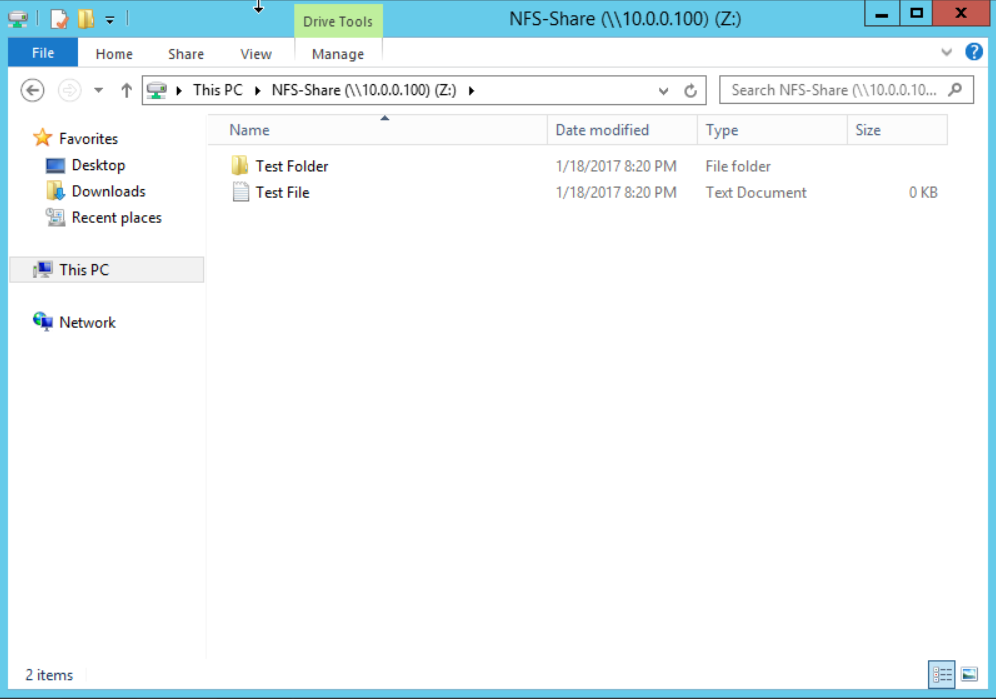 Drive Tools
NFS-Share (\\10.0.0.100) (Z:)
File Home Share View Manage
This PC NFS-Share (\\10.0.0.100) (Z:)
Search NFS-Share (\\10.0.0.10...
Name Date modified Type Size
Favorites
Desktop
Downloads
Recent places
This PC
Network
Test Folder 1/18/2017 8:20 PM File folder
Test File 1/18/2017 8:20 PM Text Document 0 KB
2 items